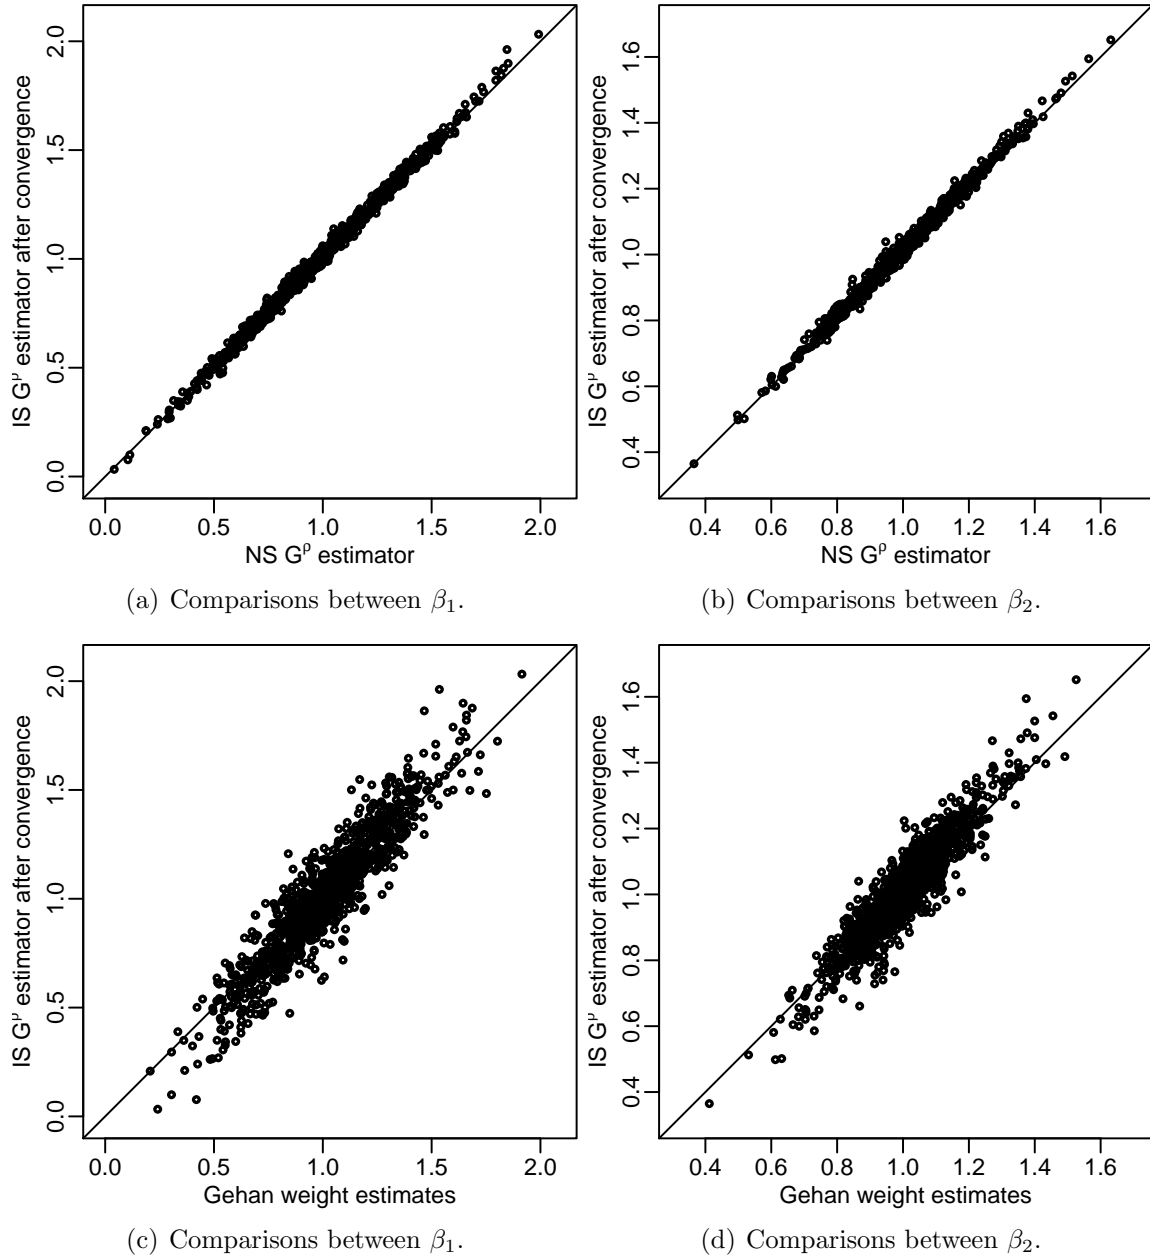 IS Gρ estimator after convergence
2.0
1.5
1.0
0.5
0.0
0.0 0.5 1.0 1.5 2.0
NS Gρ estimator
(a) Comparisons between β1.
IS Gρ estimator after convergence
1.6
1.4
1.2
1.0
0.8
0.6
0.4
0.4 0.6 0.8 1.0 1.2 1.4 1.6
NS Gρ estimator
(b) Comparisons between β2.
IS Gρ estimator after convergence
2.0
1.5
1.0
0.5
0.0
0.0 0.5 1.0 1.5 2.0
Gehan weight estimates
(c) Comparisons between β1.
IS Gρ estimator after convergence
1.6
1.4
1.2
1.0
0.8
0.6
0.4
0.4 0.6 0.8 1.0 1.2 1.4 1.6
Gehan weight estimates
(d) Comparisons between β2.